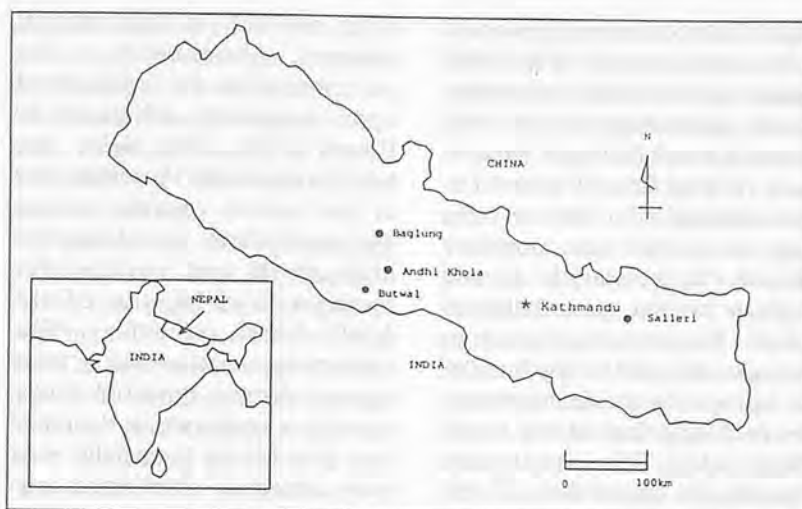 N
CHINA
Baglung
Andhi Khola
Butwal
Kathmandu
Salleri
NEPAL
INDIA
INDIA
0 100km